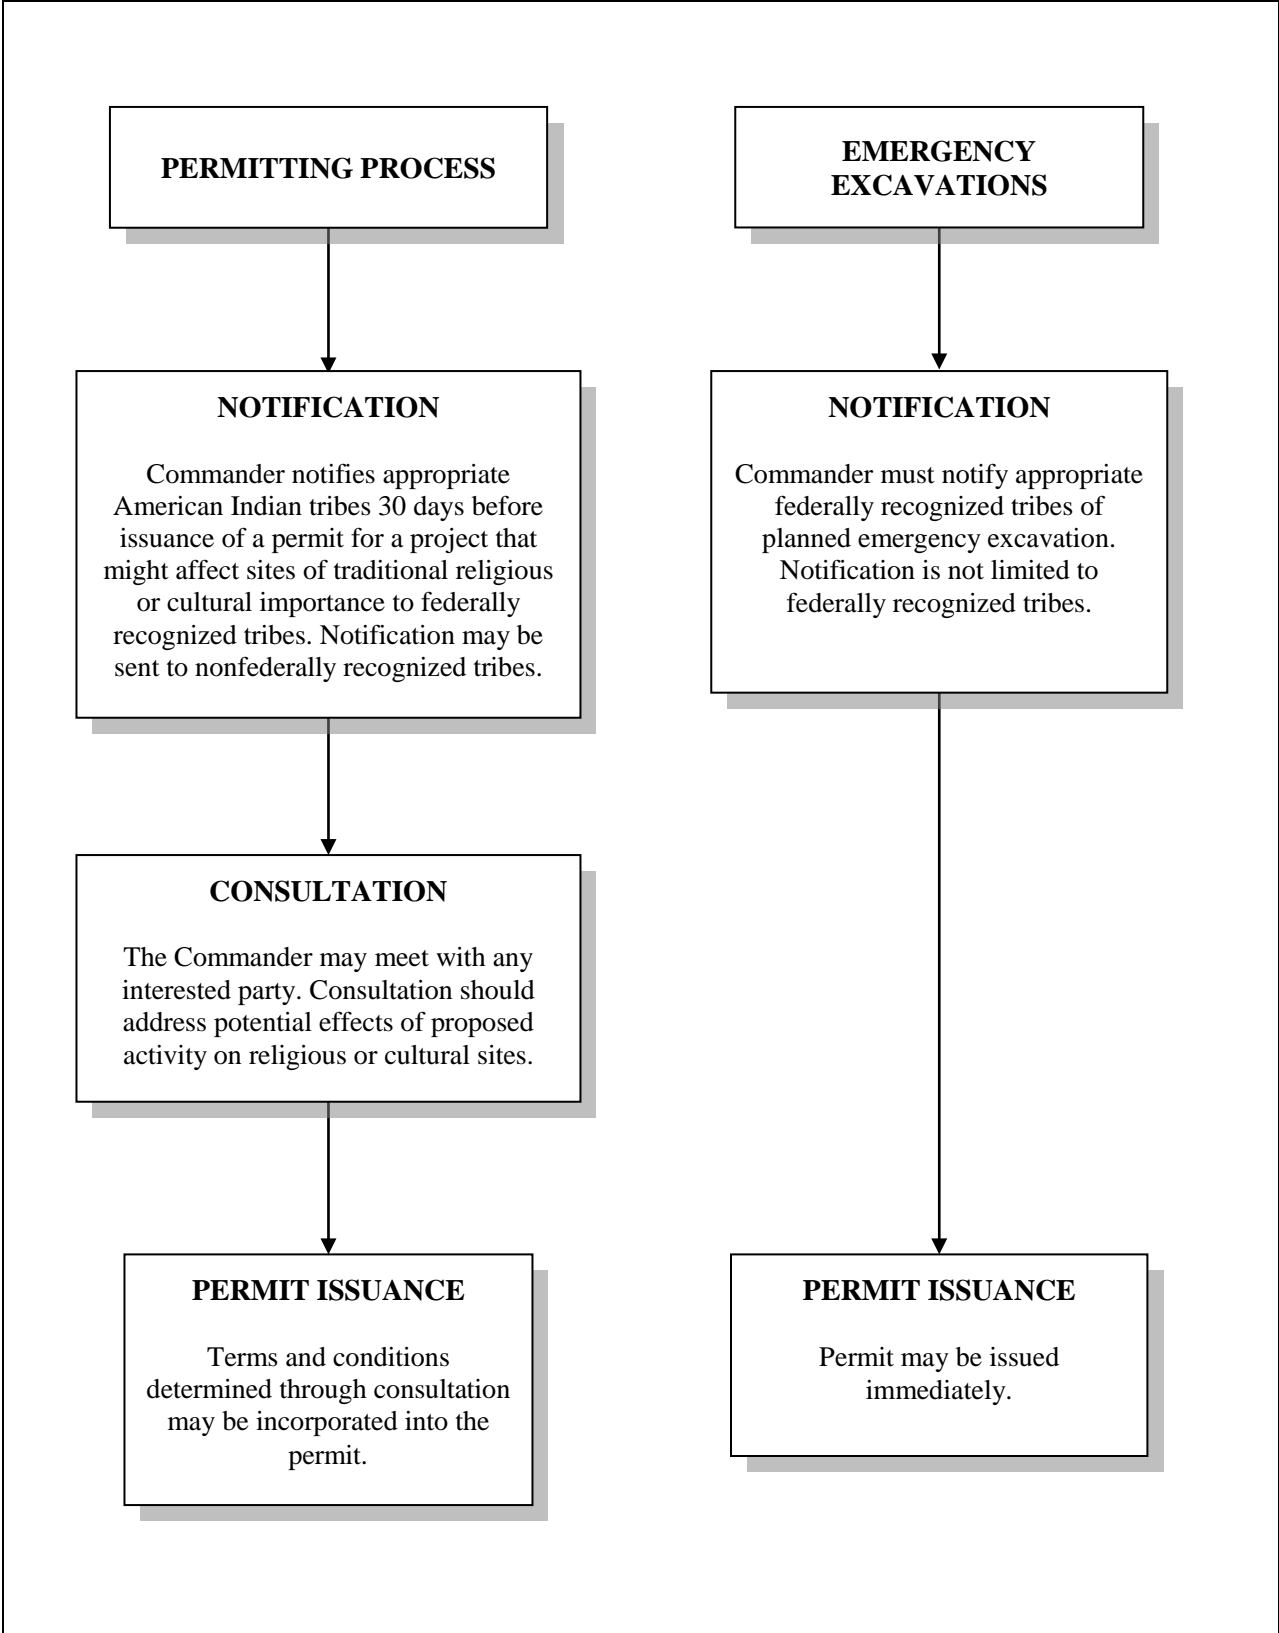 PERMITTING PROCESS
EMERGENCY
EXCAVATIONS
NOTIFICATION
Commander notifies appropriate
American Indian tribes 30 days before
issuance of a permit for a project that
might affect sites of traditional religious
or cultural importance to federally
recognized tribes. Notification may be
sent to nonfederally recognized tribes.
NOTIFICATION
Commander must notify appropriate
federally recognized tribes of
planned emergency excavation.
Notification is not limited to
federally recognized tribes.
CONSULTATION
The Commander may meet with any
interested party. Consultation should
address potential effects of proposed
activity on religious or cultural sites.
PERMIT ISSUANCE
Terms and conditions
determined through consultation
may be incorporated into the
permit.
PERMIT ISSUANCE
Permit may be issued
immediately.